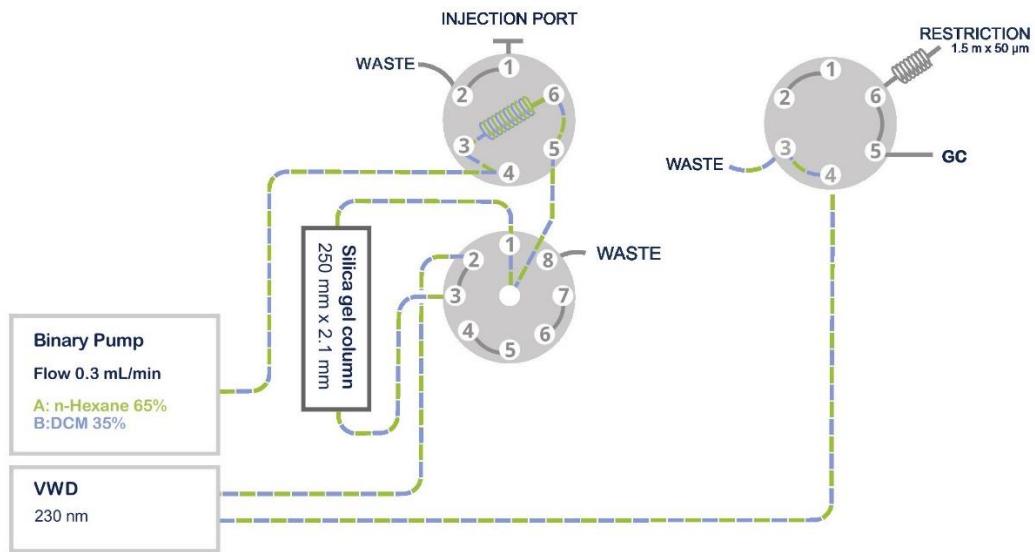 INJECTION PORT
WASTE
1
2
6
3
5
4
RESTRICTION
1.5 m x 50 µm
1
2
6
3
5
4
WASTE
GC
1
2
8
WASTE
3
7
4
6
5
Silica gel column
250 mm x 2.1 mm
Binary Pump
Flow 0.3 mL/min
A: n-Hexane 65%
B:DCM 35%
VWD
230 nm